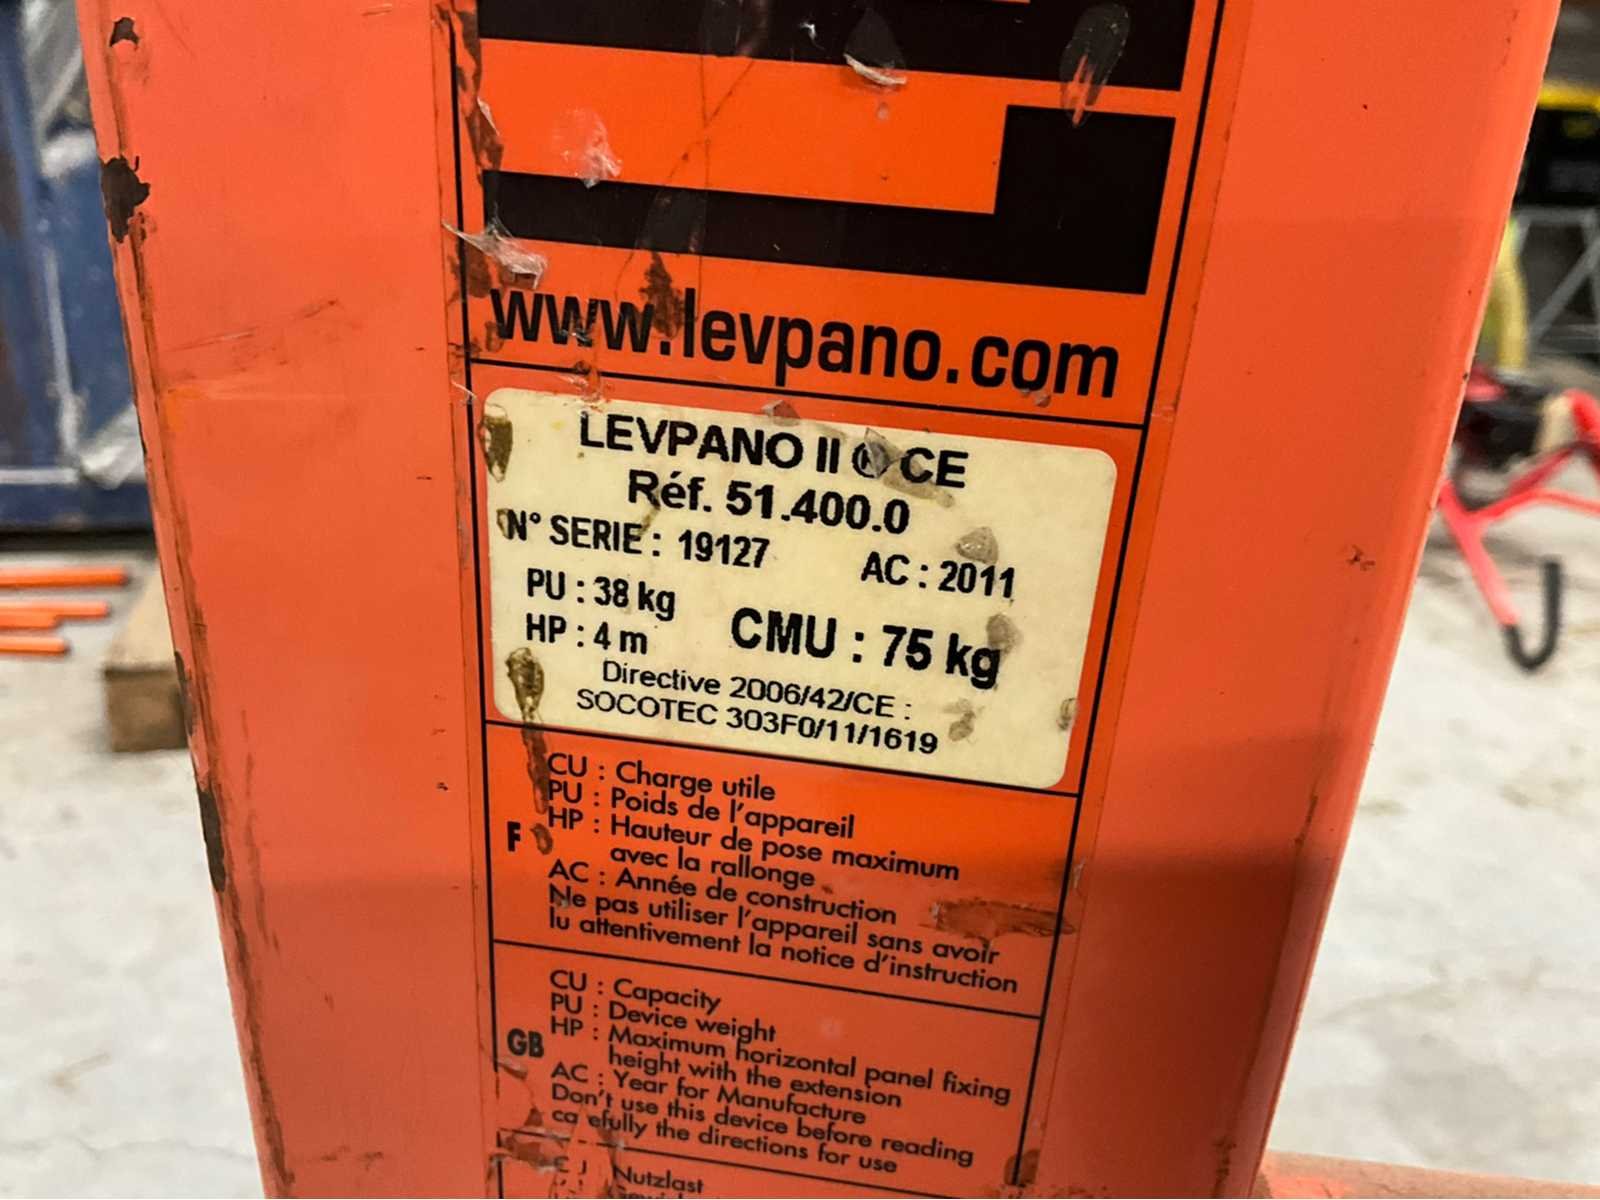 www.levpano.com
LEVPANO II ® CE
Réf. 51.400.0
N° SERIE : 19127 AC : 2011
PU : 38 kg
HP : 4 m CMU : 75 kg
Directive 2006/42/CE :
SOCOTEC 303F0/11/1619
F
CU : Charge utile
PU : Poids de l'appareil
HP : Hauteur de pose maximum
avec la rallonge
AC : Année de construction
Ne pas utiliser l'appareil sans avoir
lu attentivement la notice d'instruction
GB
CU : Capacity
PU : Device weight
HP : Maximum horizontal panel fixing
height with the extension
AC : Year for Manufacture
Don't use this device before reading
carefully the directions for use
Nutzlast